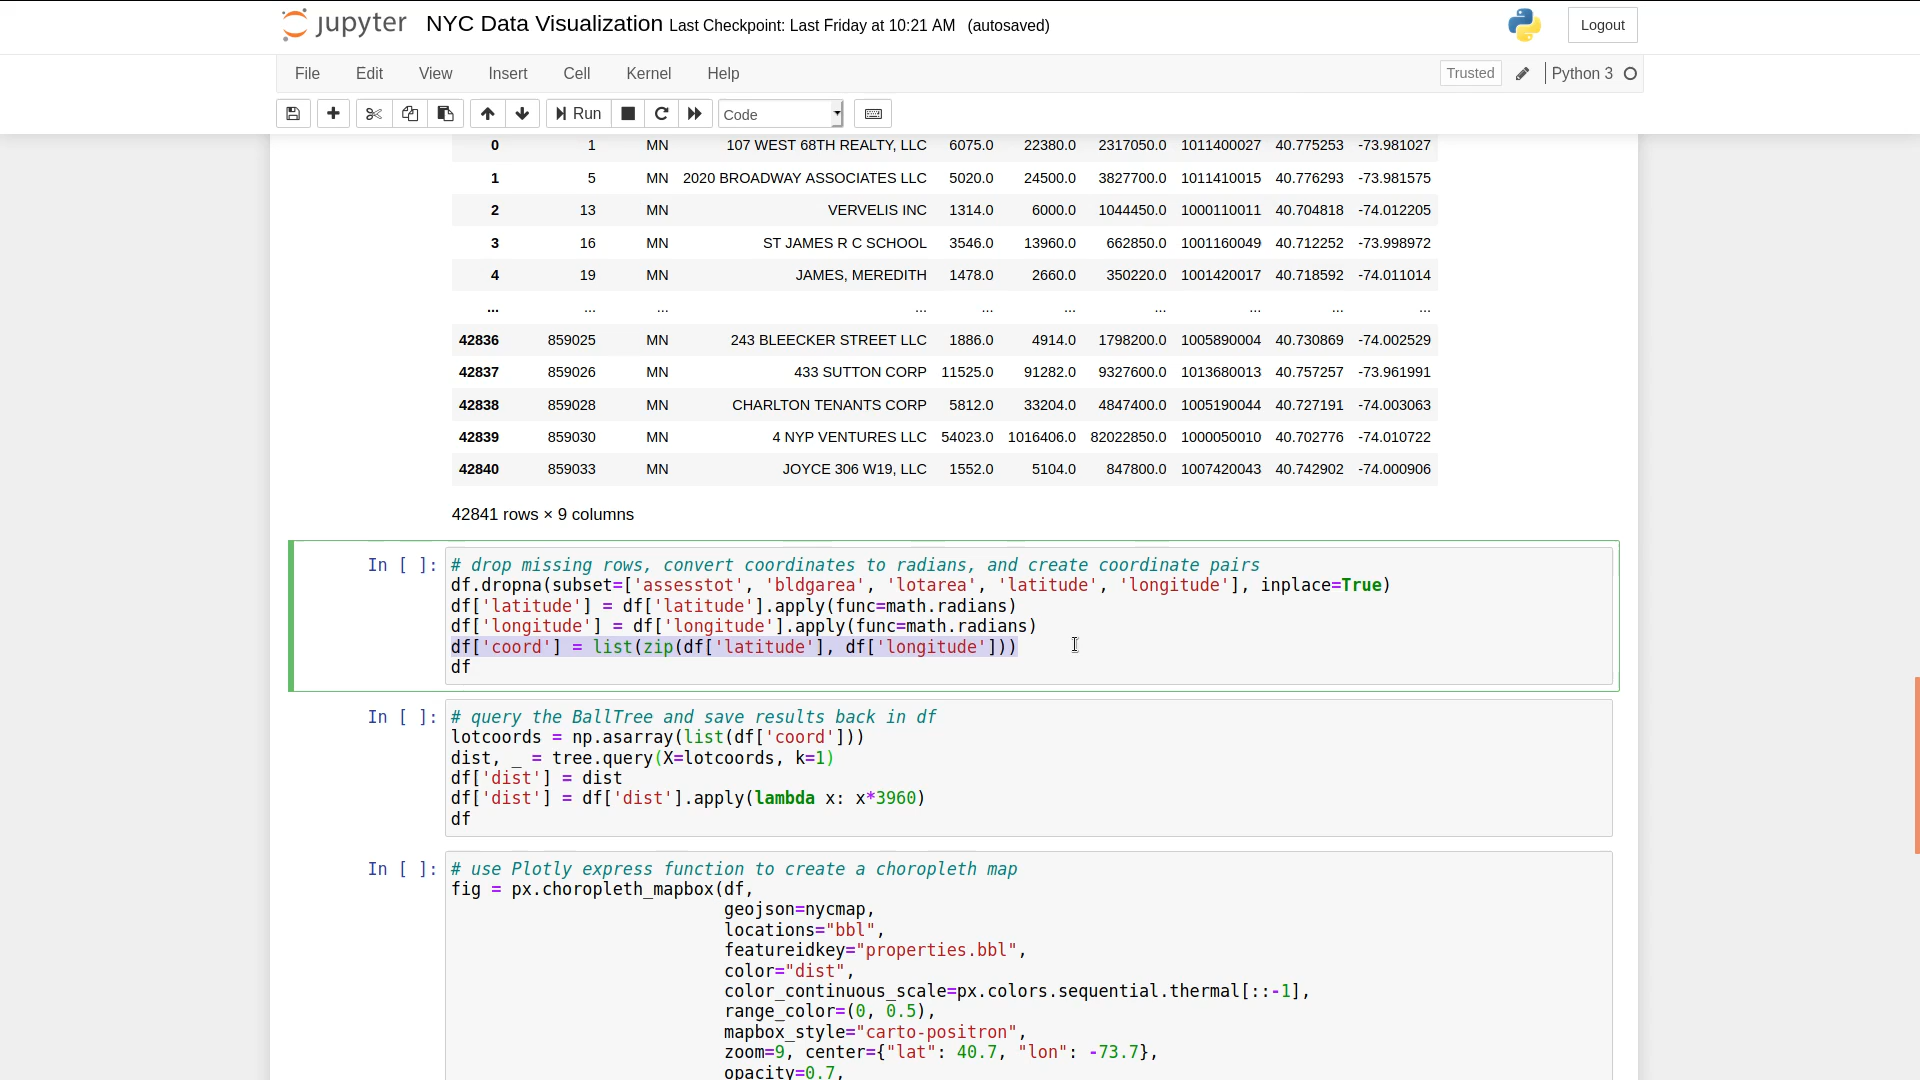 jupyter NYC Data Visualization Last Checkpoint: Last Friday at 10:21 AM (autosaved) Logout
File Edit View Insert Cell Kernel Help Trusted Python 3
Run Code
0 1 MN 107 WEST 68TH REALTY, LLC 6075.0 22380.0 2317050.0 1011400027 40.775253 -73.981027
1 5 MN 2020 BROADWAY ASSOCIATES LLC 5020.0 24500.0 3827700.0 1011410015 40.776293 -73.981575
2 13 MN VERVELIS INC 1314.0 6000.0 1044450.0 1000110011 40.704818 -74.012205
3 16 MN ST JAMES R C SCHOOL 3546.0 13960.0 662850.0 1001160049 40.712252 -73.998972
4 19 MN JAMES, MEREDITH 1478.0 2660.0 350220.0 1001420017 40.718592 -74.011014
... ... ... ... ... ... ... ... ... ...
42836 859025 MN 243 BLEECKER STREET LLC 1886.0 4914.0 1798200.0 1005890004 40.730869 -74.002529
42837 859026 MN 433 SUTTON CORP 11525.0 91282.0 9327600.0 1013680013 40.757257 -73.961991
42838 859028 MN CHARLTON TENANTS CORP 5812.0 33204.0 4847400.0 1005190044 40.727191 -74.003063
42839 859030 MN 4 NYP VENTURES LLC 54023.0 1016406.0 82022850.0 1000050010 40.702776 -74.010722
42840 859033 MN JOYCE 306 W19, LLC 1552.0 5104.0 847800.0 1007420043 40.742902 -74.000906
42841 rows × 9 columns
In [ ]: # drop missing rows, convert coordinates to radians, and create coordinate pairs
df.dropna(subset=['assesstot', 'bldgarea', 'lotarea', 'latitude', 'longitude'], inplace=True)
df['latitude'] = df['latitude'].apply(func=math.radians)
df['longitude'] = df['longitude'].apply(func=math.radians)
df['coord'] = list(zip(df['latitude'], df['longitude']))
df
In [ ]: # query the BallTree and save results back in df
lotcoords = np.asarray(list(df['coord']))
dist, _ = tree.query(X=lotcoords, k=1)
df['dist'] = dist
df['dist'] = df['dist'].apply(lambda x: x*3960)
df
In [ ]: # use Plotly express function to create a choropleth map
fig = px.choropleth_mapbox(df,
geojson=nycmap,
locations="bbl",
featureidkey="properties.bbl",
color="dist",
color_continuous_scale=px.colors.sequential.thermal[::-1],
range_color=(0, 0.5),
mapbox_style="carto-positron",
zoom=9, center={"lat": 40.7, "lon": -73.7},
opacity=0.7,